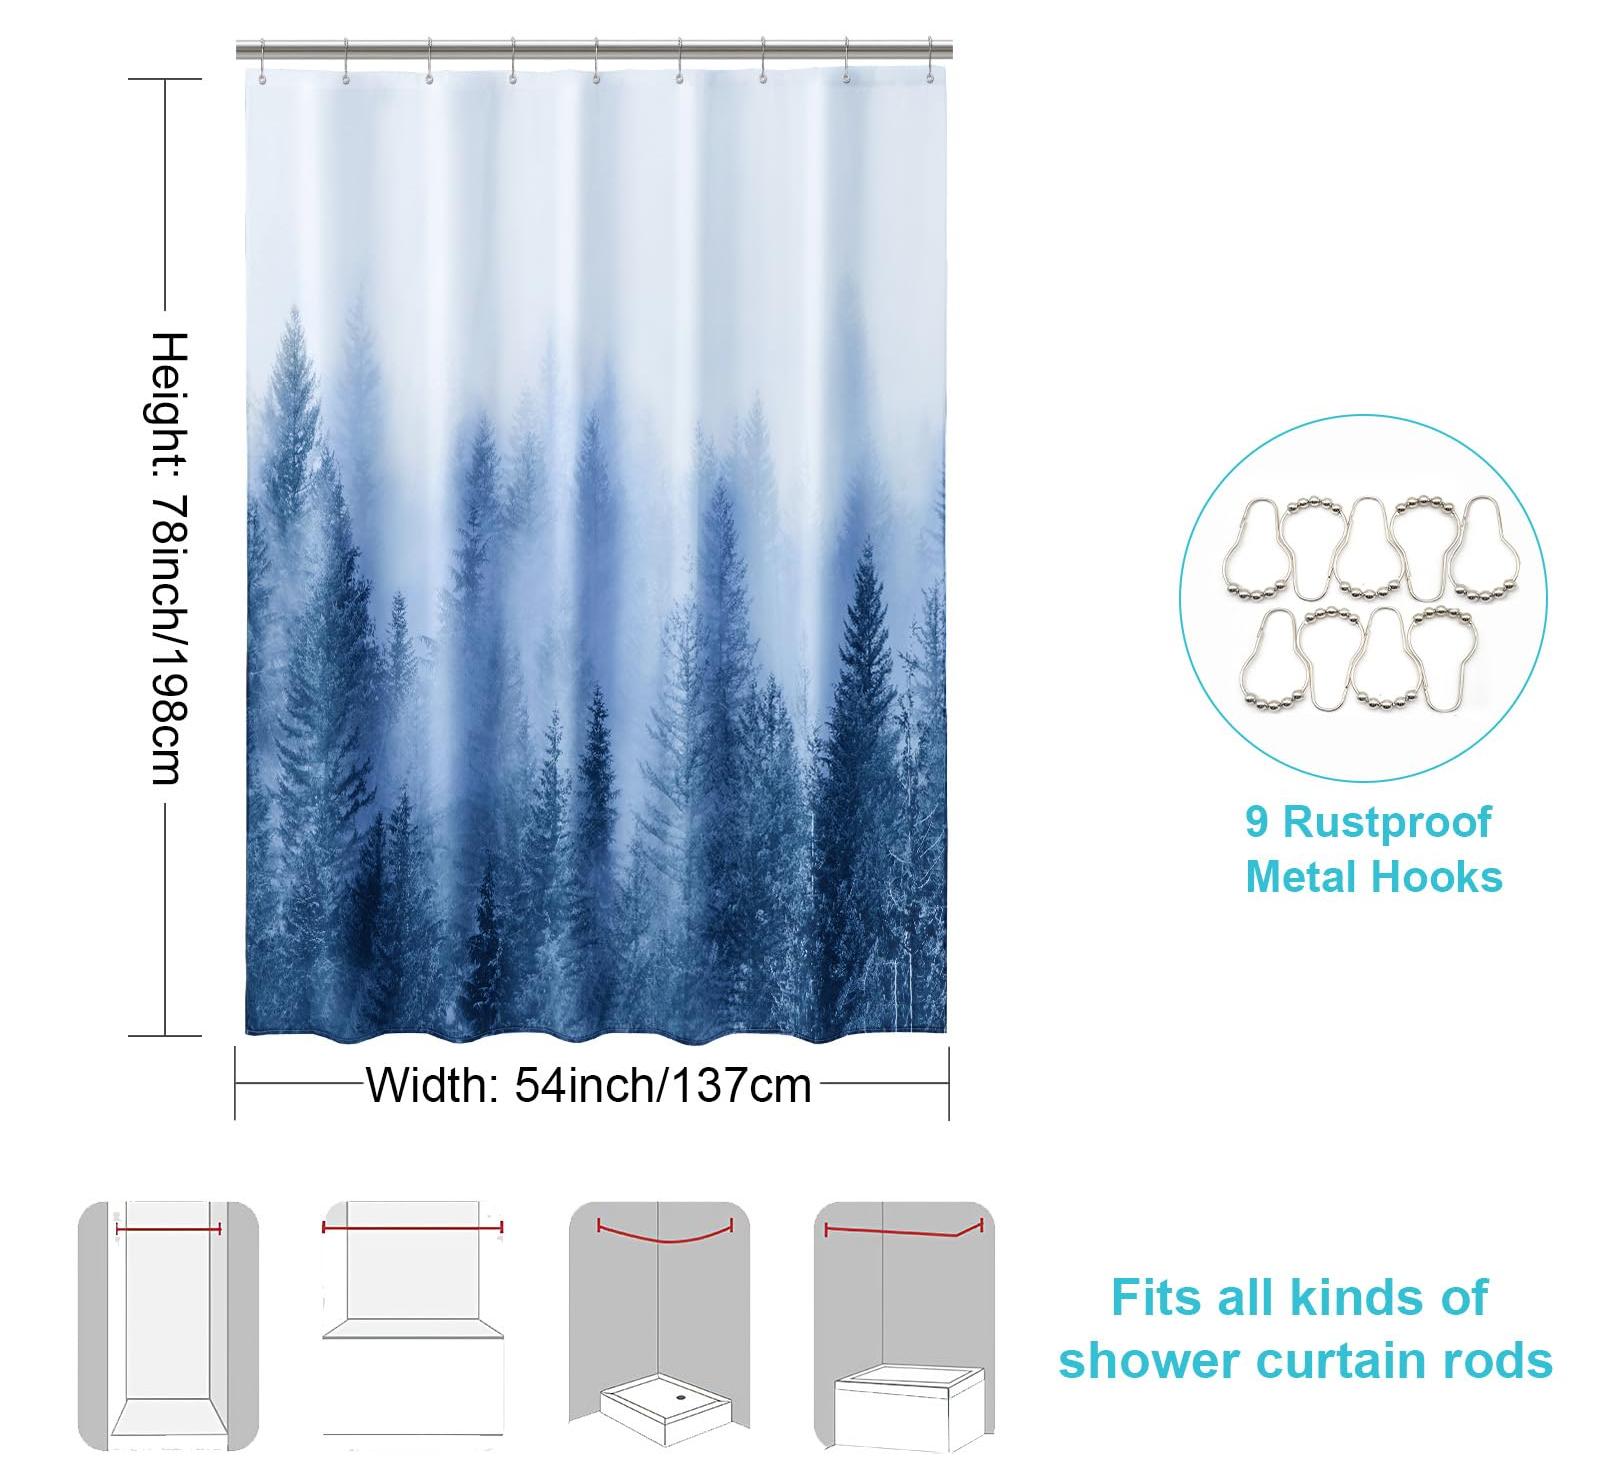 Height: 78inch/198cm
Width: 54inch/137cm
9 Rustproof
Metal Hooks
Fits all kinds of
shower curtain rods